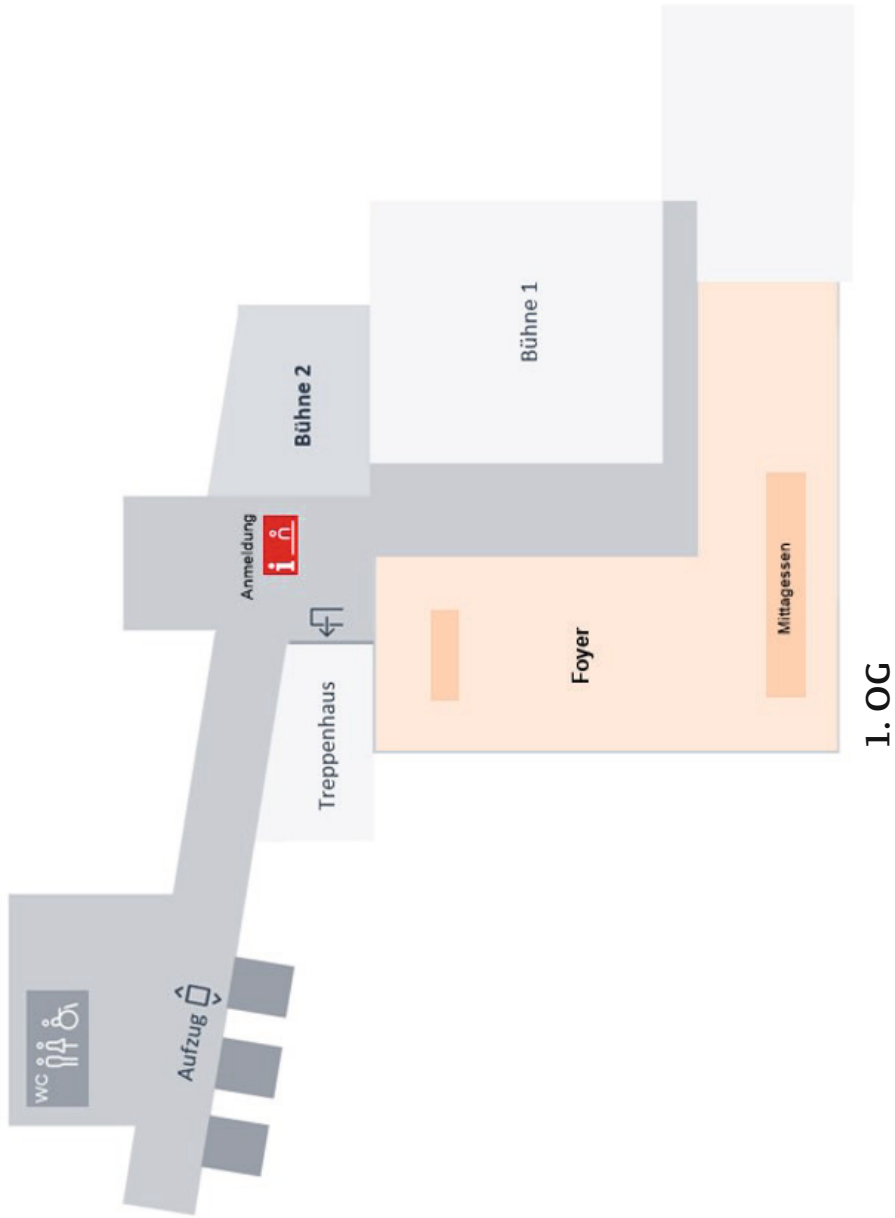 WC
Aufzug
Anmeldung
i
Bühne 2
Treppenhaus
Bühne 1
Foyer
Mittagessen
1. OG